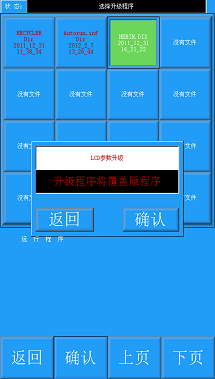 状 态: 选择升级程序
RECYCLER
Dir
2011_12_31
11_38_34
Autorun.inf
Dir
2012_2_7
13_28_04
HEBIN.DIS
2011_12_31
16_21_22
没有文件
没有文件
没有文件
没有文件
没有文件
没有文件
没有文件
LCD参数升级
升级程序将覆盖原程序
返回
确认
运 行 程 序
返回
确认
上页
下页